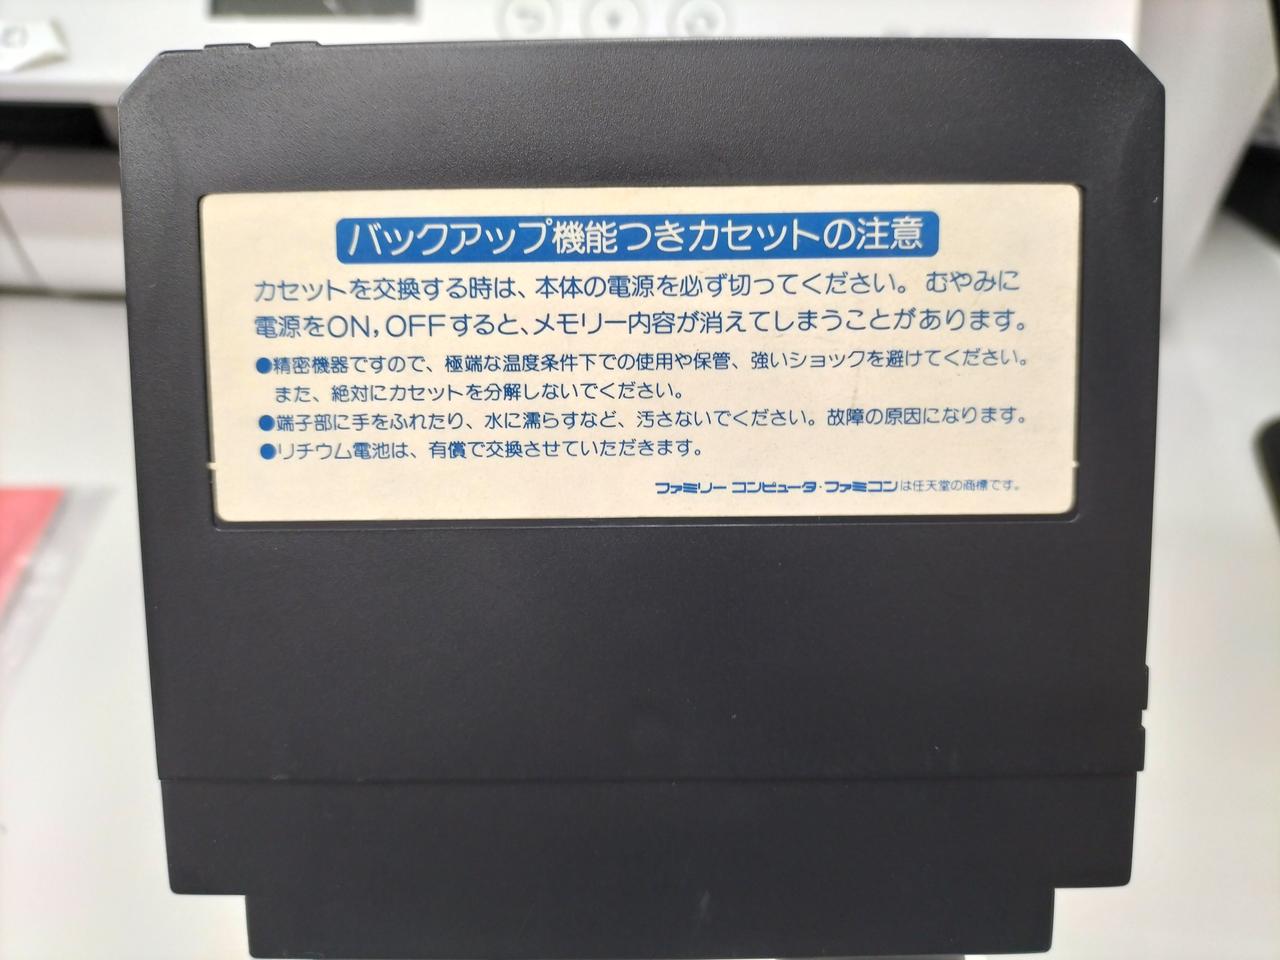 バックアップ機能つきカセットの注意
カセットを交換する時は、本体の電源を必ず切ってください。むやみに
電源をON,OFFすると、メモリー内容が消えてしまうことがあります。
●精密機器ですので、極端な温度条件下での使用や保管、強いショックを避けてください。
また、絶対にカセットを分解しないでください。
●端子部に手をふれたり、水に濡らすなど、汚さないでください。故障の原因になります。
●リチウム電池は、有償で交換させていただきます。
ファミリー コンピュータ・ファミコンは任天堂の商標です。